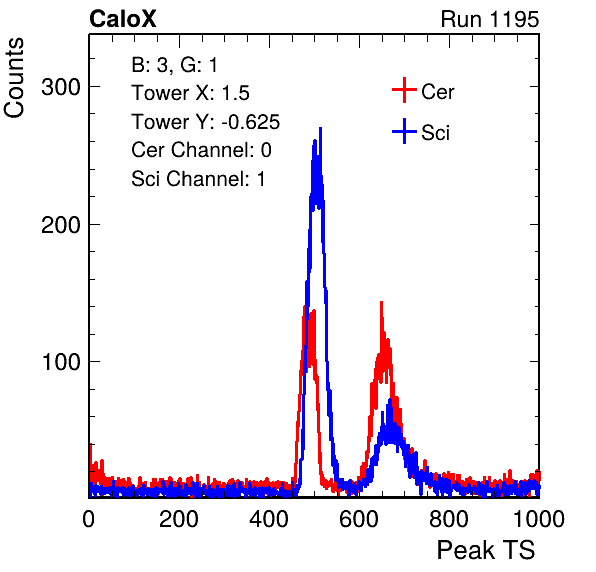 CaloX Run 1195
Counts
B: 3, G: 1
Tower X: 1.5
Tower Y: -0.625
Cer Channel: 0
Sci Channel: 1
Cer
Sci
300
200
100
0 200 400 600 800 1000
Peak TS